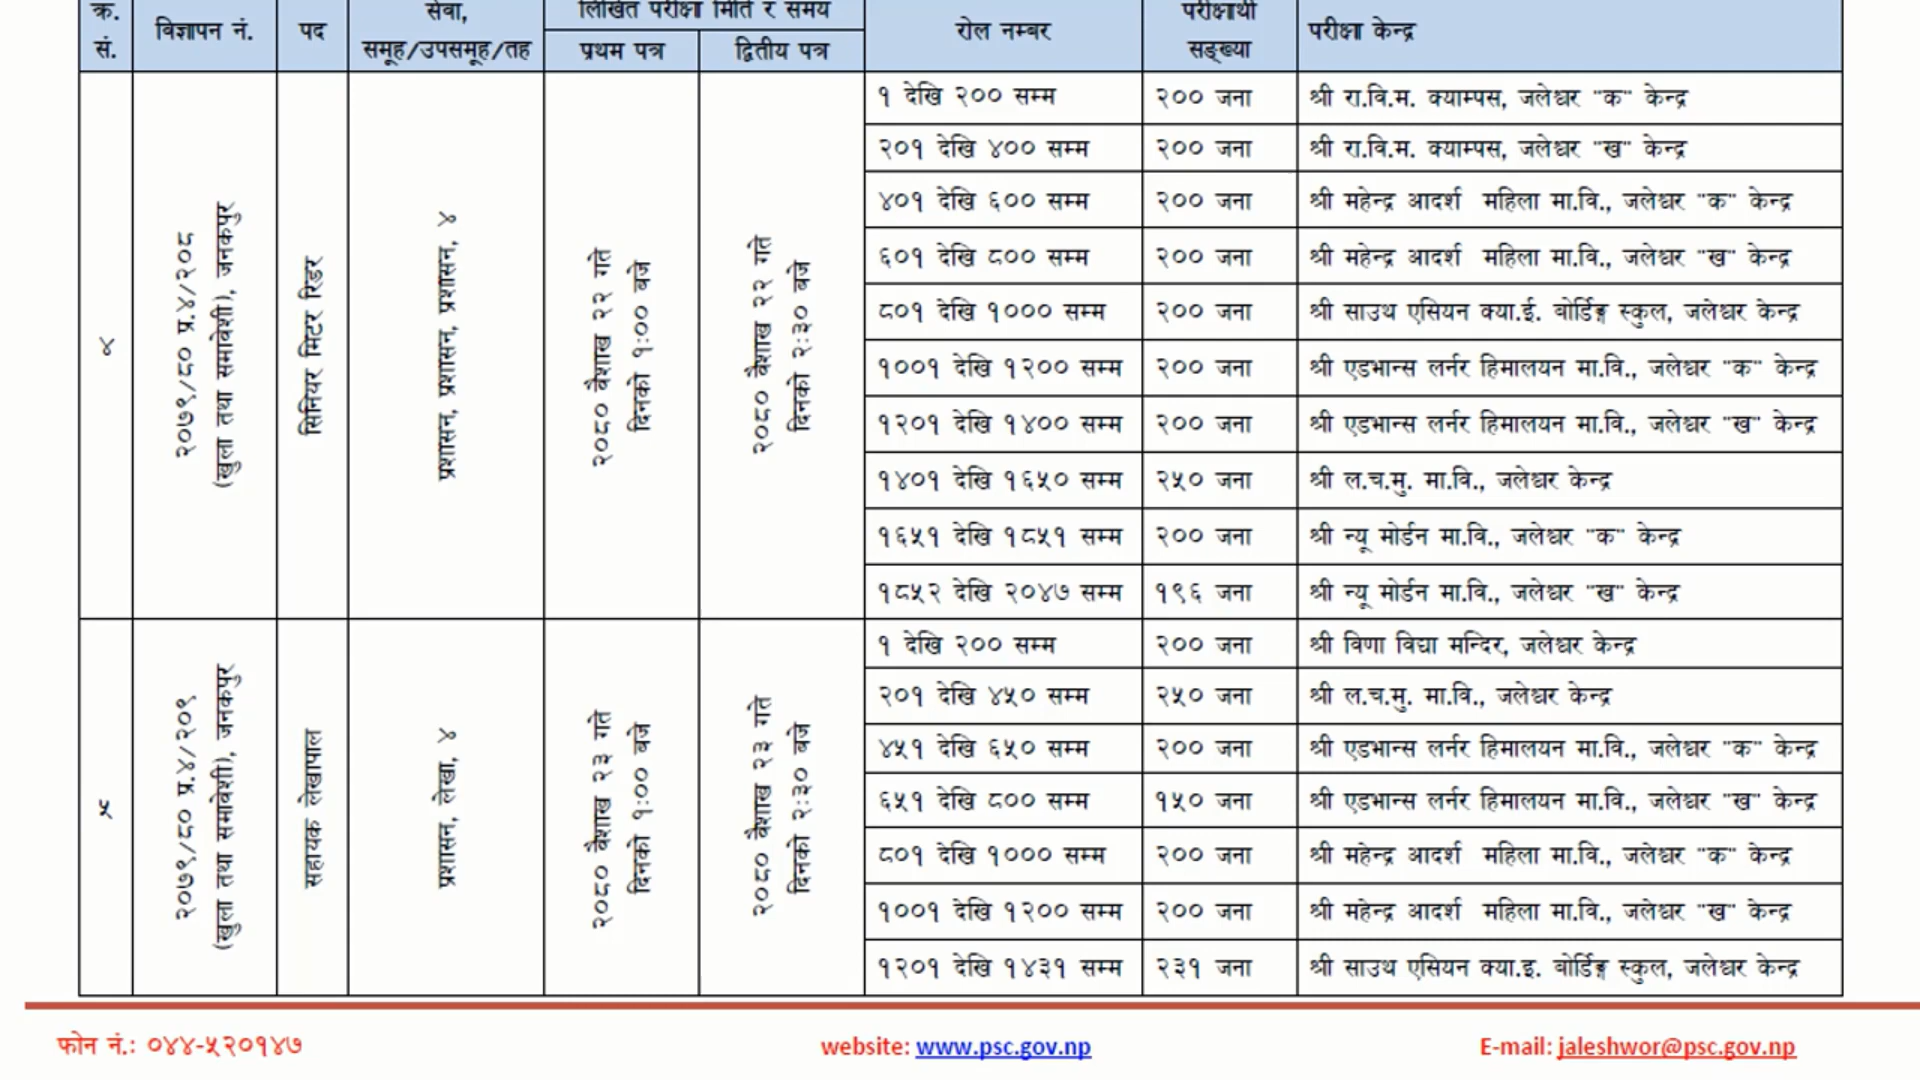 क्र.
सं.
विज्ञापन नं.
पद
सेवा,
समूह/उपसमूह/तह
लिखित परीक्षा मिति र समय
प्रथम पत्र
द्वितीय पत्र
रोल नम्बर
परीक्षार्थी
सङ्ख्या
परीक्षा केन्द्र
४
२०७९/८० प्र.४/२०८
(खुला तथा समावेशी), जनकपुर
सिनियर मिटर रिडर
प्रशासन, प्रशासन, प्रशासन, ४
२०८० बैशाख २२ गते
दिनको १:०० बजे
२०८० बैशाख २२ गते
दिनको २:३० बजे
१ देखि २०० सम्म २०० जना श्री रा.वि.म. क्याम्पस, जलेश्वर "क" केन्द्र
२०१ देखि ४०० सम्म २०० जना श्री रा.वि.म. क्याम्पस, जलेश्वर "ख" केन्द्र
४०१ देखि ६०० सम्म २०० जना श्री महेन्द्र आदर्श महिला मा.वि., जलेश्वर "क" केन्द्र
६०१ देखि ८०० सम्म २०० जना श्री महेन्द्र आदर्श महिला मा.वि., जलेश्वर "ख" केन्द्र
८०१ देखि १००० सम्म २०० जना श्री साउथ एसियन क्या.ई. बोर्डिङ्ग स्कुल, जलेश्वर केन्द्र
१००१ देखि १२०० सम्म २०० जना श्री एडभान्स लर्नर हिमालयन मा.वि., जलेश्वर "क" केन्द्र
१२०१ देखि १४०० सम्म २०० जना श्री एडभान्स लर्नर हिमालयन मा.वि., जलेश्वर "ख" केन्द्र
१४०१ देखि १६५० सम्म २५० जना श्री ल.च.मु. मा.वि., जलेश्वर केन्द्र
१६५१ देखि १८५१ सम्म २०० जना श्री न्यू मोर्डन मा.वि., जलेश्वर "क" केन्द्र
१८५२ देखि २०४७ सम्म १९६ जना श्री न्यू मोर्डन मा.वि., जलेश्वर "ख" केन्द्र
५
२०७९/८० प्र.४/२०९
(खुला तथा समावेशी), जनकपुर
सहायक लेखापाल
प्रशासन, लेखा, ४
२०८० बैशाख २३ गते
दिनको १:०० बजे
२०८० बैशाख २३ गते
दिनको २:३० बजे
१ देखि २०० सम्म २०० जना श्री विणा विद्या मन्दिर, जलेश्वर केन्द्र
२०१ देखि ४५० सम्म २५० जना श्री ल.च.मु. मा.वि., जलेश्वर केन्द्र
४५१ देखि ६५० सम्म २०० जना श्री एडभान्स लर्नर हिमालयन मा.वि., जलेश्वर "क" केन्द्र
६५१ देखि ८०० सम्म १५० जना श्री एडभान्स लर्नर हिमालयन मा.वि., जलेश्वर "ख" केन्द्र
८०१ देखि १००० सम्म २०० जना श्री महेन्द्र आदर्श महिला मा.वि., जलेश्वर "क" केन्द्र
१००१ देखि १२०० सम्म २०० जना श्री महेन्द्र आदर्श महिला मा.वि., जलेश्वर "ख" केन्द्र
१२०१ देखि १४३१ सम्म २३१ जना श्री साउथ एसियन क्या.इ. बोर्डिङ्ग स्कुल, जलेश्वर केन्द्र
फोन नं.: ०४४-५२०१४७ website: www.psc.gov.np E-mail: jaleshwor@psc.gov.np